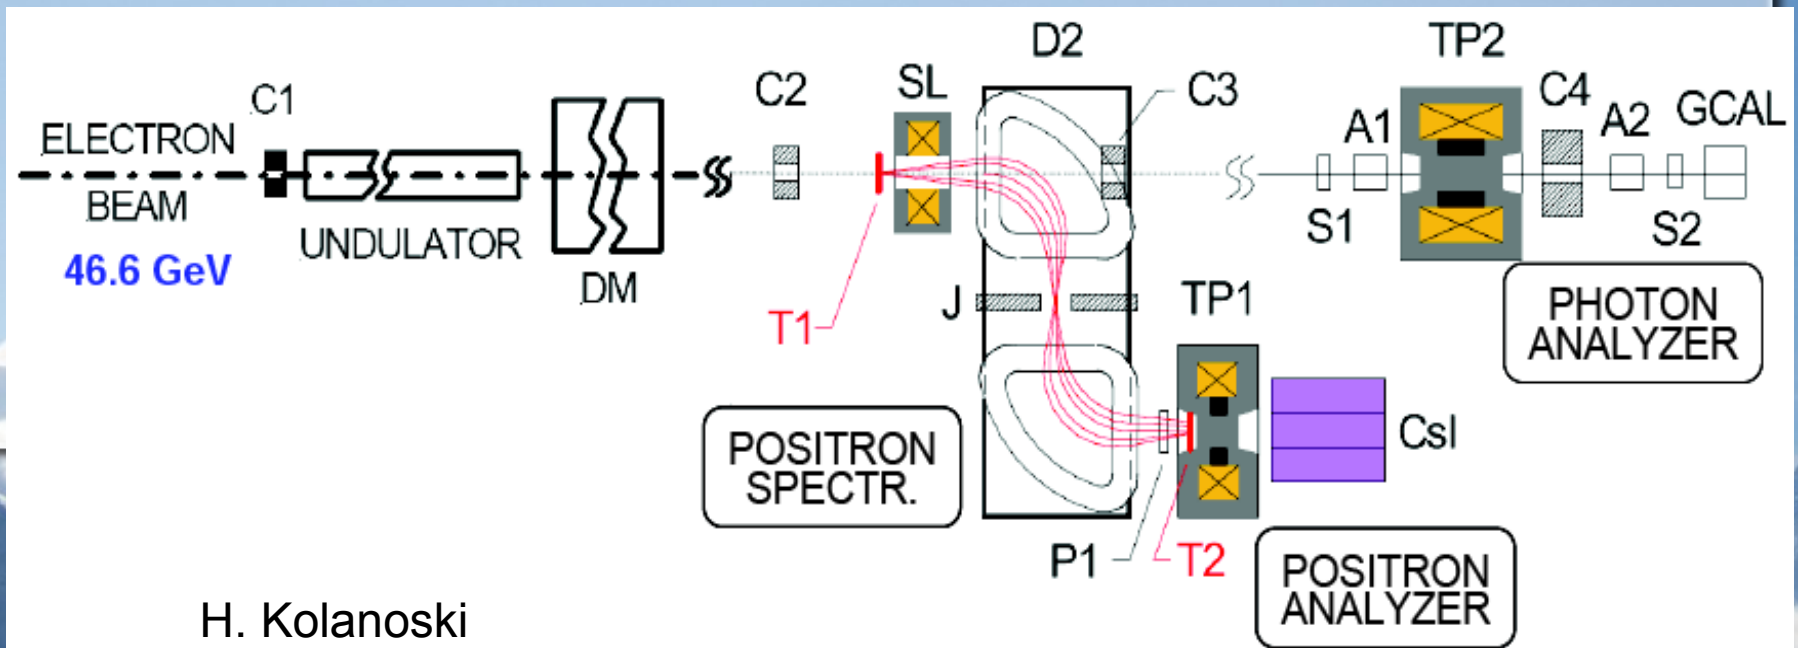 D2
TP2
SL
C2
C3
C4
C1
A1
A2
GCAL
ELECTRON
BEAM
46.6 GeV
UNDULATOR
DM
S1
S2
T1
J
TP1
PHOTON
ANALYZER
POSITRON
SPECTR.
CsI
P1
T2
POSITRON
ANALYZER
H. Kolanoski